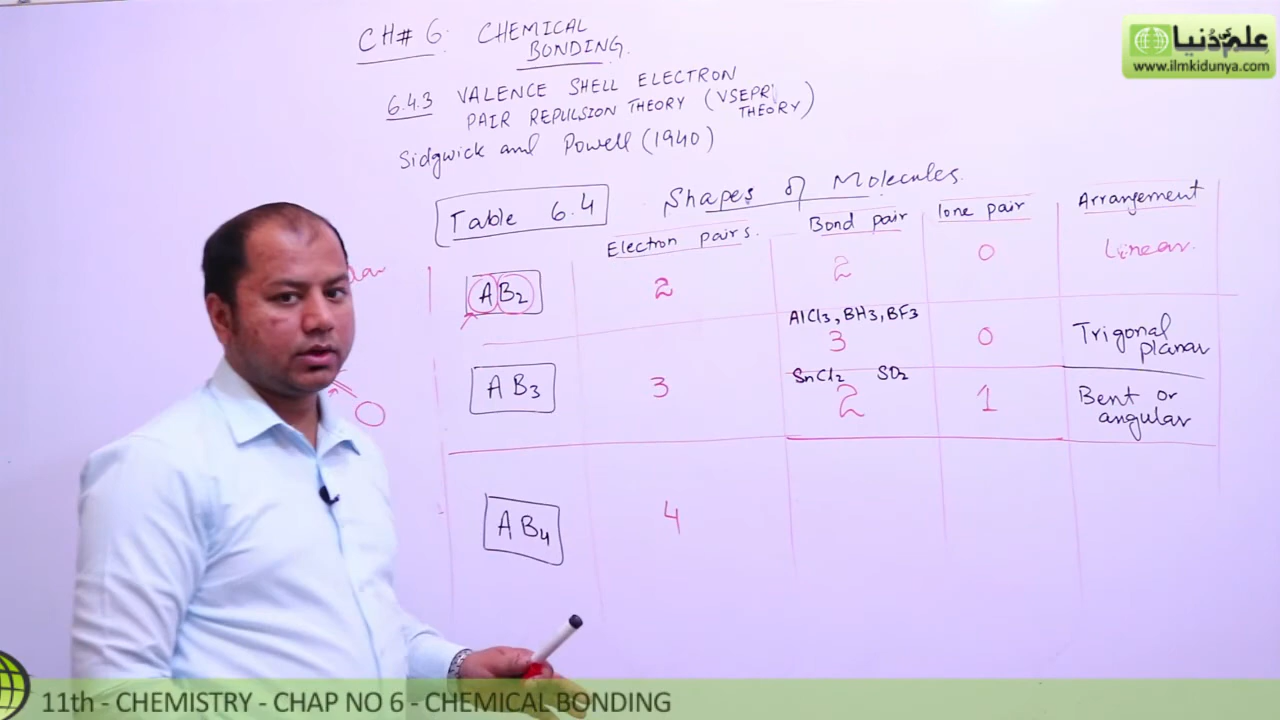 CH# 6. CHEMICAL
BONDING.
6.4.3 VALENCE SHELL ELECTRON
PAIR REPULSION THEORY (VSEPR
THEORY)
Sidgwick and Powell (1940)
علم کی دُنیا
www.ilmkidunya.com
Table 6.4
Shapes of Molecules.
Electron pairs.
Bond pair
lone pair
Arrangement
AB2
2
2
0
Linear.
AlCl3, BH3, BF3
3
0
Trigonal
planar
AB3
3
SnCl2 SO2
2
1
Bent or
angular
AB4
4
11th - CHEMISTRY - CHAP NO 6 - CHEMICAL BONDING